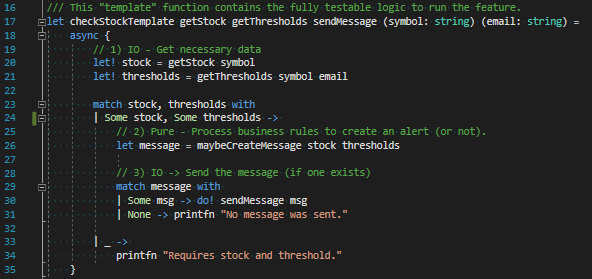 16 /// This "template" function contains the fully testable logic to run the feature.
17 let checkStockTemplate getStock getThresholds sendMessage (symbol: string) (email: string) =
18     async {
19         // 1) IO - Get necessary data
20         let! stock = getStock symbol
21         let! thresholds = getThresholds symbol email
22
23         match stock, thresholds with
24         | Some stock, Some thresholds ->
25             // 2) Pure - Process business rules to create an alert (or not).
26             let message = maybeCreateMessage stock thresholds
27
28             // 3) IO -> Send the message (if one exists)
29             match message with
30             | Some msg -> do! sendMessage msg
31             | None -> printfn "No message was sent."
32
33         | _ ->
34             printfn "Requires stock and threshold."
35     }